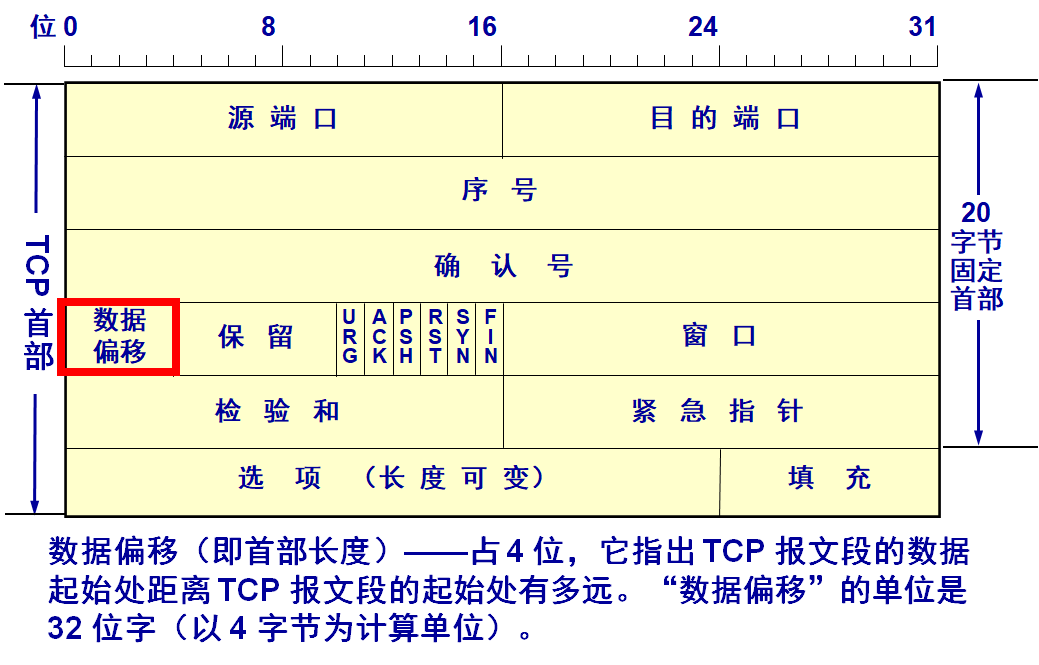 位 0 8 16 24 31
源 端 口 目 的 端 口
序 号
确 认 号
数据
偏移
保 留
URG
ACK
PSH
RST
SYN
FIN
窗 口
检 验 和 紧 急 指 针
选 项 （长 度 可 变） 填 充
TCP
首
部
20
字节
固定
首部
数据偏移（即首部长度）——占 4 位，它指出 TCP 报文段的数据
起始处距离 TCP 报文段的起始处有多远。“数据偏移”的单位是
32 位字（以 4 字节为计算单位）。